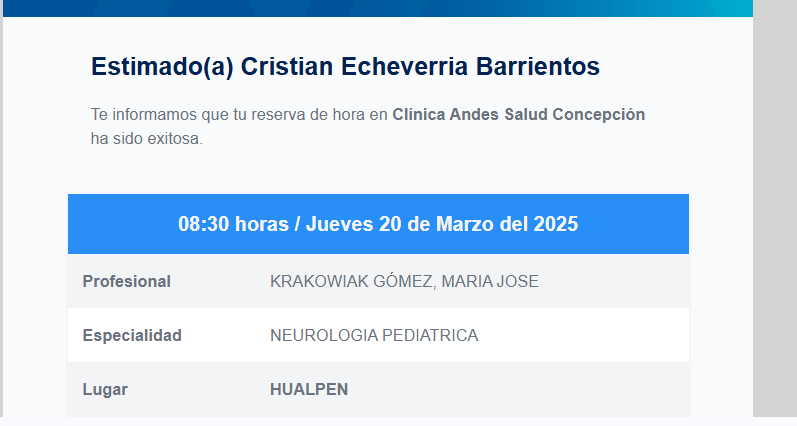 Estimado(a) Cristian Echeverria Barrientos
Te informamos que tu reserva de hora en Clínica Andes Salud Concepción
ha sido exitosa.
08:30 horas / Jueves 20 de Marzo del 2025
Profesional KRAKOWIAK GÓMEZ, MARIA JOSE
Especialidad NEUROLOGIA PEDIATRICA
Lugar HUALPEN